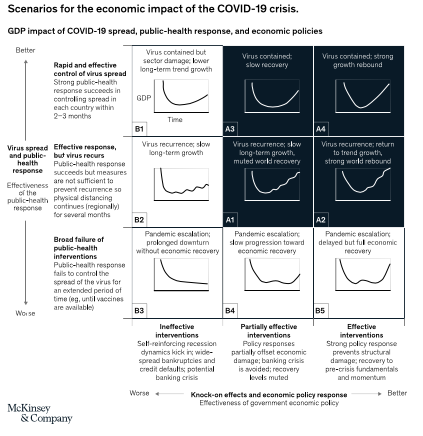 Scenarios for the economic impact of the COVID-19 crisis.
GDP impact of COVID-19 spread, public-health response, and economic policies
Better
Virus spread
and public-
health
response
Effectiveness
of the
public-health
response
Worse
Rapid and effective
control of virus spread
Strong public-health
response succeeds in
controlling spread in
each country within
2–3 months
Virus contained but
sector damage; lower
long-term trend growth
GDP
Time
B1
Virus contained;
slow recovery
A3
Virus contained; strong
growth rebound
A4
Effective response,
but virus recurs
Public-health response
succeeds but measures
are not sufficient to
prevent recurrence so
physical distancing
continues (regionally)
for several months
Virus recurrence; slow
long-term growth
B2
Virus recurrence; slow
long-term growth,
muted world recovery
A1
Virus recurrence; return
to trend growth,
strong world rebound
A2
Broad failure of
public-health
interventions
Public-health response
fails to control the
spread of the virus for
an extended period of
time (eg, until vaccines
are available)
Pandemic escalation;
prolonged downturn
without economic recovery
B3
Pandemic escalation;
slow progression toward
economic recovery
B4
Pandemic escalation;
delayed but full economic
recovery
B5
Ineffective
interventions
Self-reinforcing recession
dynamics kick in; wide-
spread bankruptcies and
credit defaults; potential
banking crisis
Partially effective
interventions
Policy responses
partially offset economic
damage; banking crisis
is avoided; recovery
levels muted
Effective
interventions
Strong policy response
prevents structural
damage; recovery to
pre-crisis fundamentals
and momentum
Worse
Knock-on effects and economic policy response
Better
Effectiveness of government economic policy
McKinsey
& Company